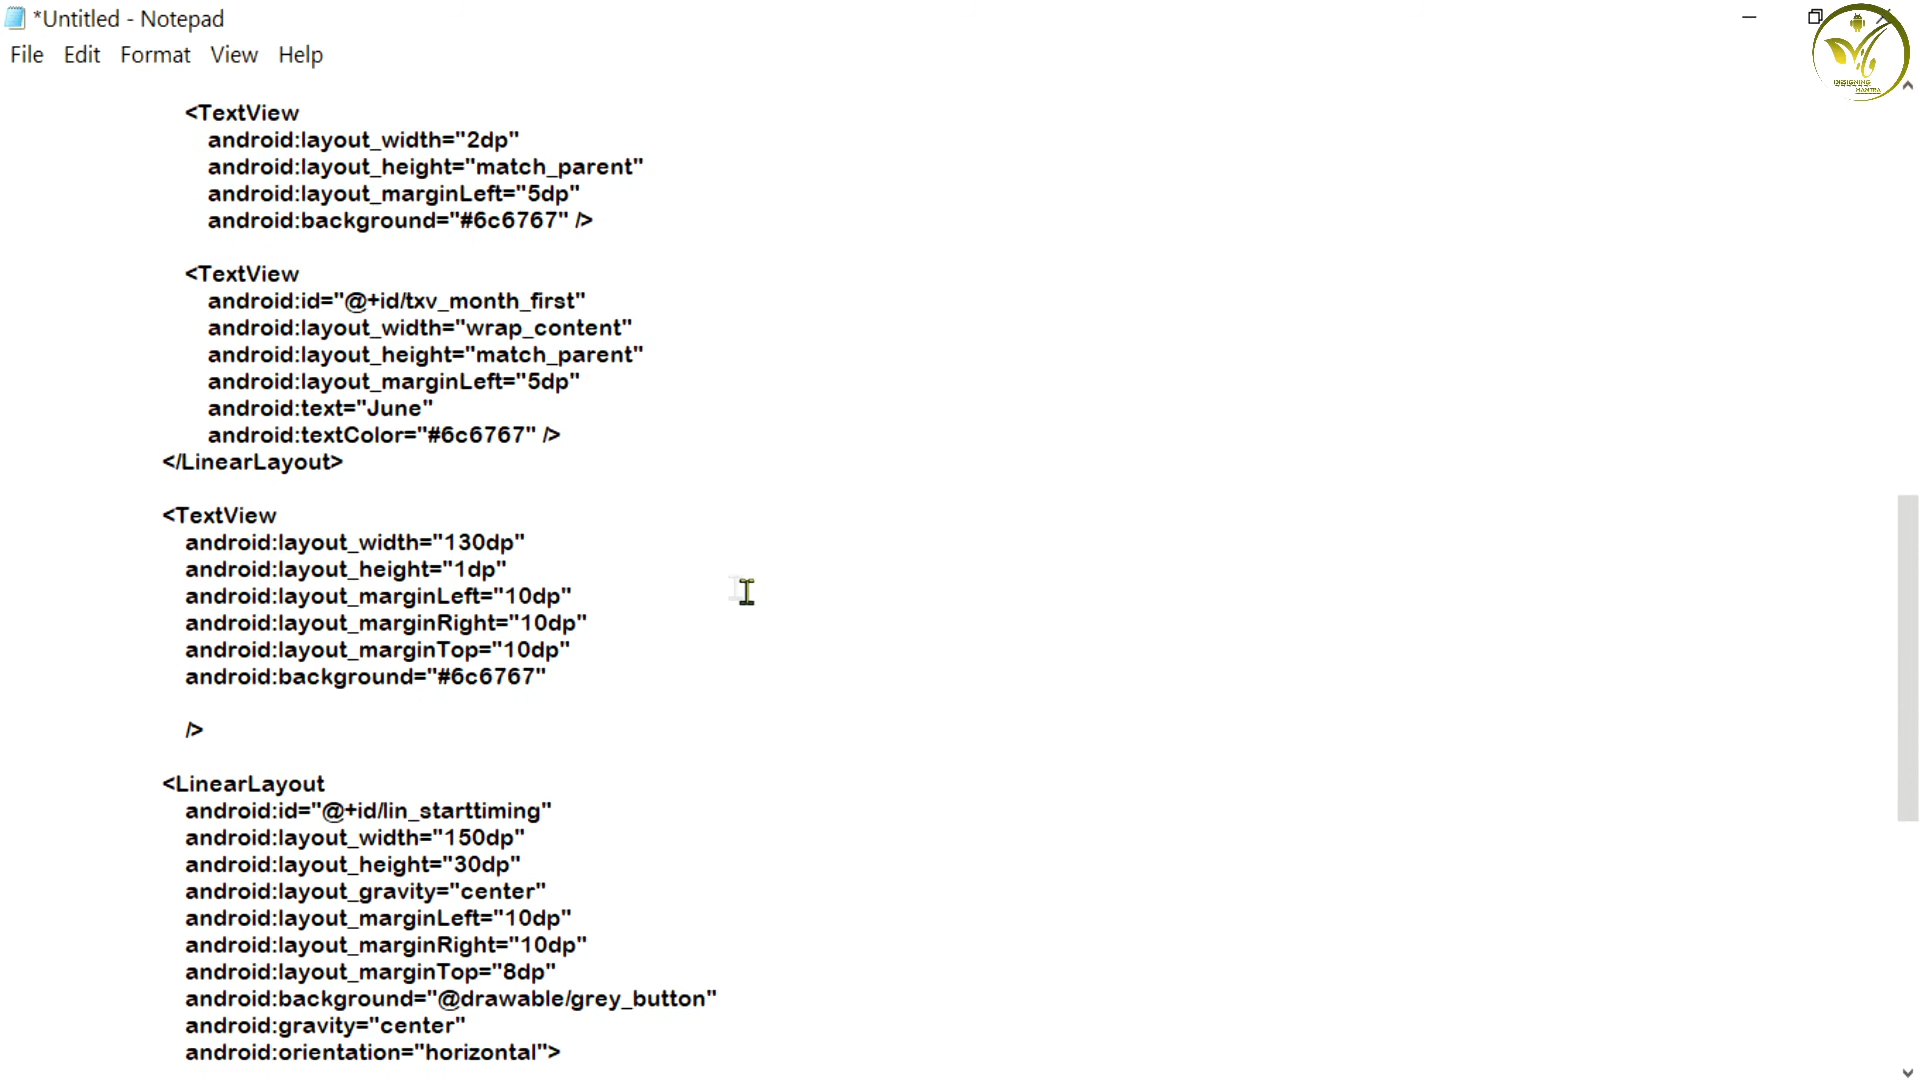 *Untitled - Notepad
File Edit Format View Help
DESIGNING
MANTRA
<TextView
android:layout_width="2dp"
android:layout_height="match_parent"
android:layout_marginLeft="5dp"
android:background="#6c6767" />
<TextView
android:id="@+id/txv_month_first"
android:layout_width="wrap_content"
android:layout_height="match_parent"
android:layout_marginLeft="5dp"
android:text="June"
android:textColor="#6c6767" />
</LinearLayout>
<TextView
android:layout_width="130dp"
android:layout_height="1dp"
android:layout_marginLeft="10dp"
android:layout_marginRight="10dp"
android:layout_marginTop="10dp"
android:background="#6c6767"
/>
<LinearLayout
android:id="@+id/lin_starttiming"
android:layout_width="150dp"
android:layout_height="30dp"
android:layout_gravity="center"
android:layout_marginLeft="10dp"
android:layout_marginRight="10dp"
android:layout_marginTop="8dp"
android:background="@drawable/grey_button"
android:gravity="center"
android:orientation="horizontal">